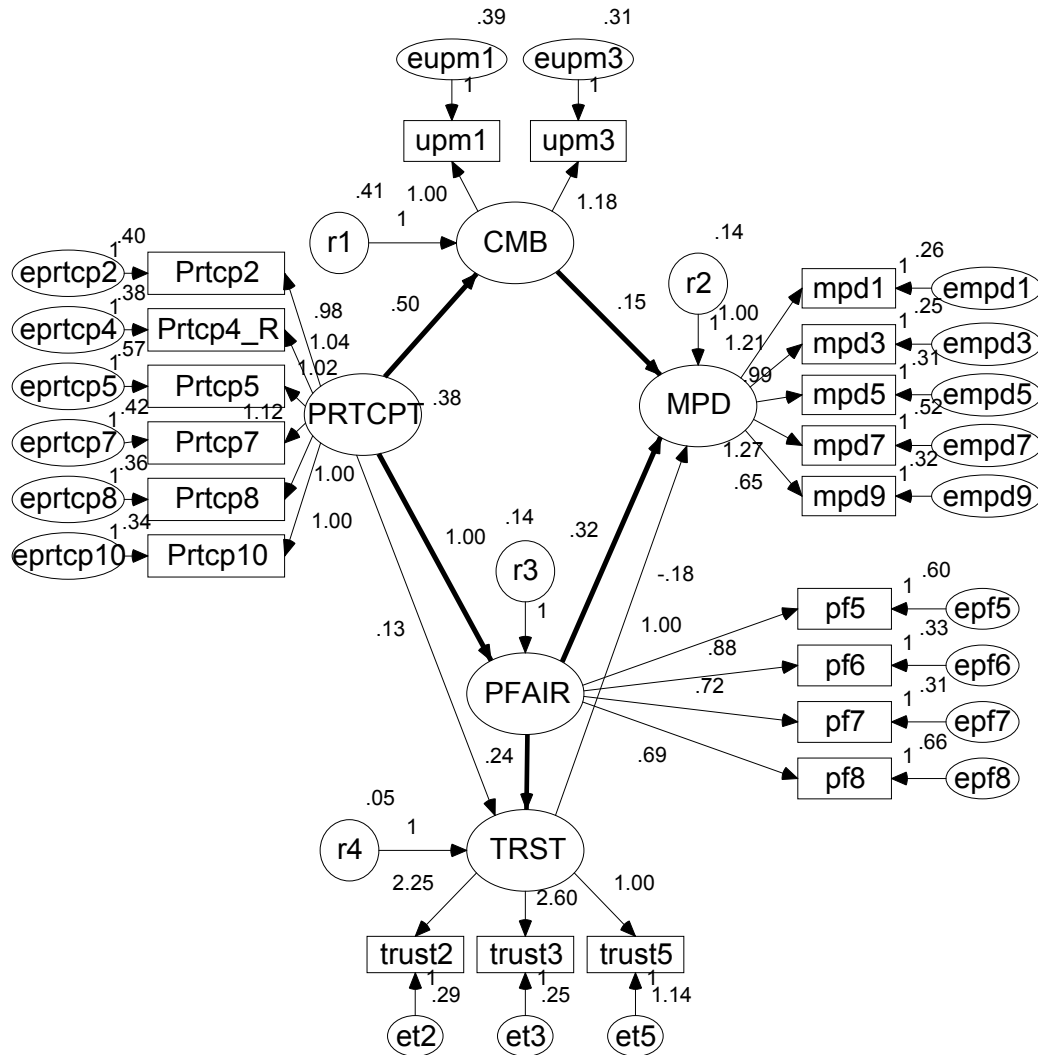 .39 .31
eupm1 eupm3
1 1
upm1 upm3
.41 1.00 1.18
r1 1 CMB
.14
r2
1
1.00
.40
eprtcp2 1 Prtcp2
.38
eprtcp4 1 Prtcp4_R
.57
eprtcp5 1 Prtcp5
.42
eprtcp7 1 Prtcp7
.36
eprtcp8 1 Prtcp8
.34
eprtcp10 1 Prtcp10
.98
1.04
1.02
1.12
1.00
1.00
PRTCPT .38
.50
.15
MPD
1.21
.99
1.27
.65
.26
mpd1 1 empd1
.25
mpd3 1 empd3
.31
mpd5 1 empd5
.52
mpd7 1 empd7
.32
mpd9 1 empd9
1.00 .14 .32
r3
1
.13 -.18
PFAIR
1.00
.88
.72
.69
.60
pf5 1 epf5
.33
pf6 1 epf6
.31
pf7 1 epf7
.66
pf8 1 epf8
.24
.05
r4 1 TRST
2.25 2.60 1.00
trust2 trust3 trust5
1 1 1
.29 .25 1.14
et2 et3 et5